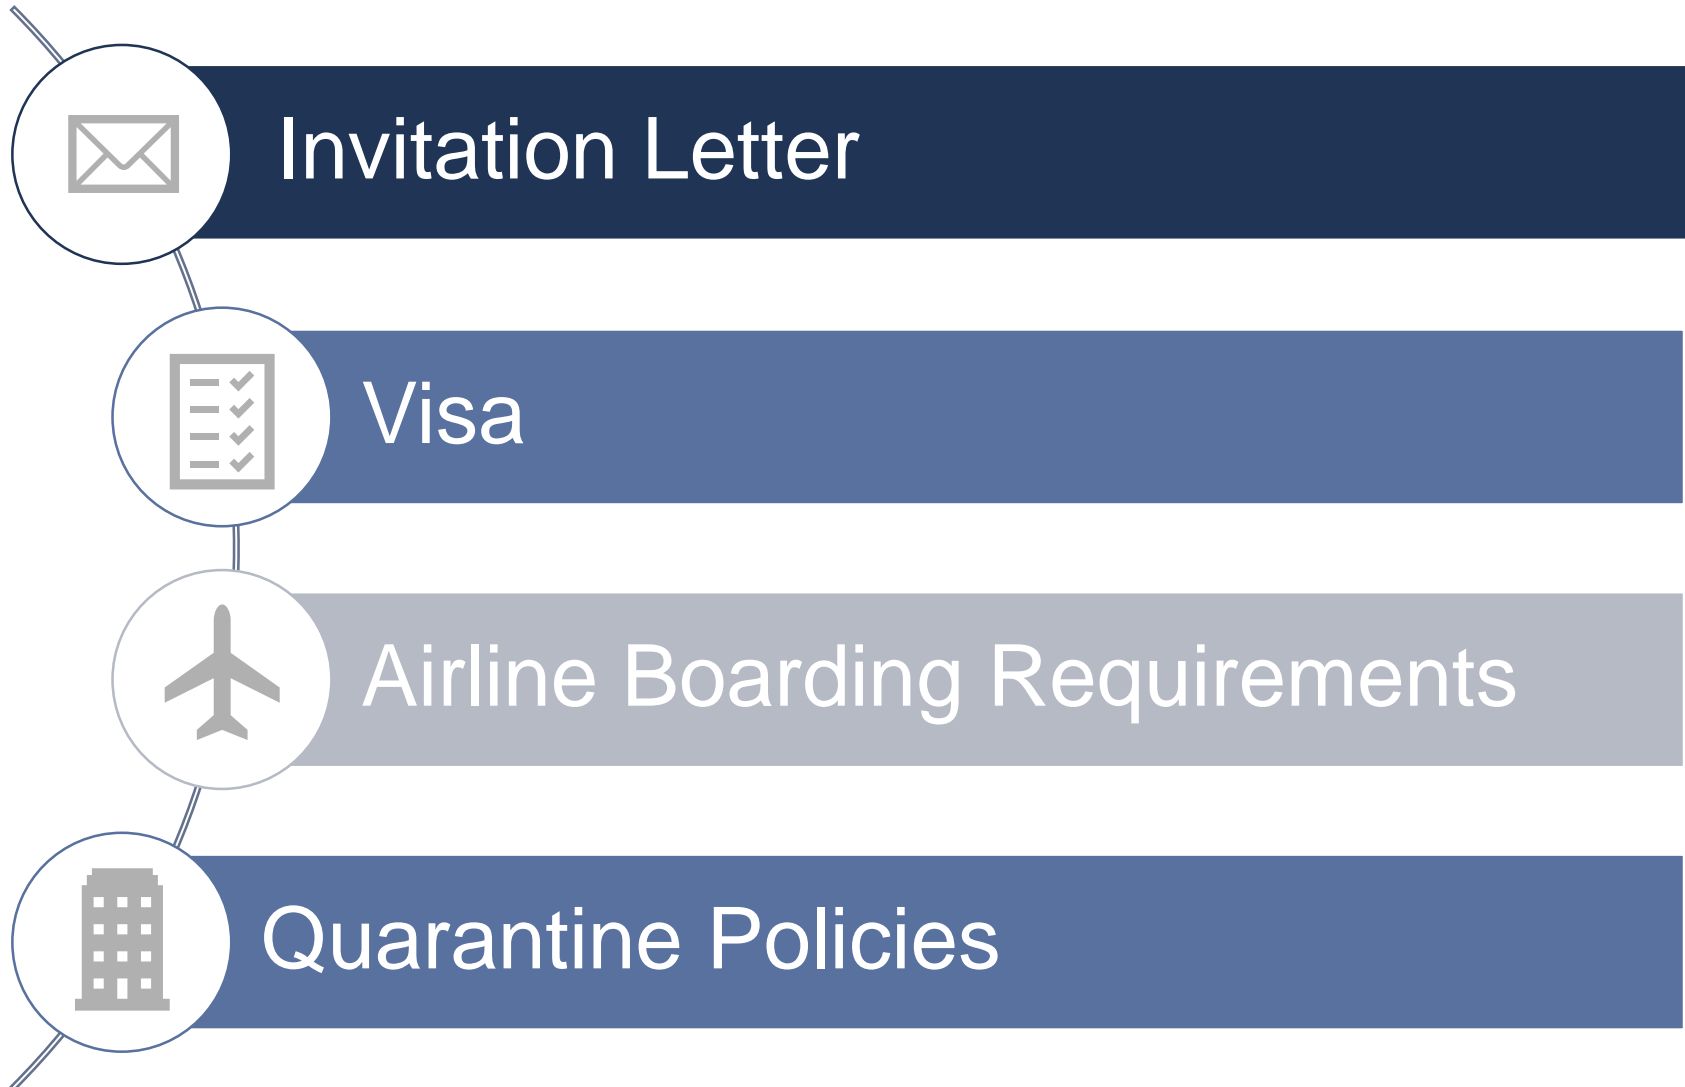 Invitation Letter
Visa
Airline Boarding Requirements
Quarantine Policies